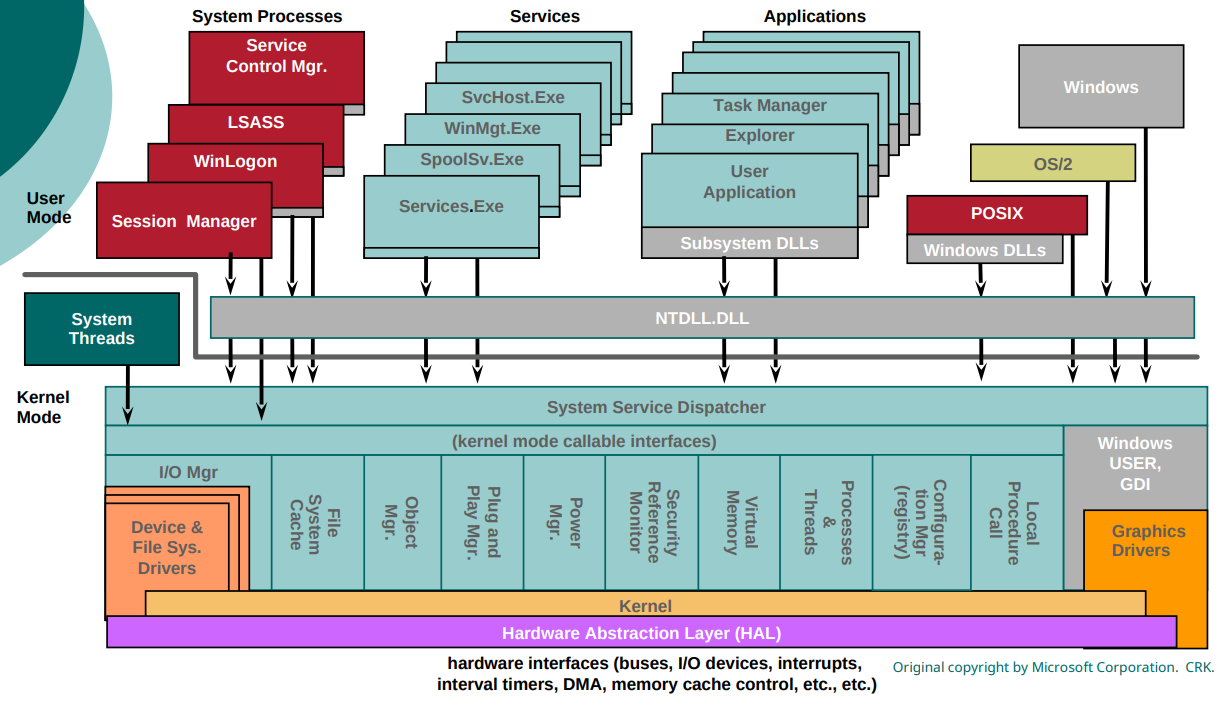 System Processes
Services
Applications
Service
Control Mgr.
LSASS
WinLogon
Session Manager
SvcHost.Exe
WinMgt.Exe
SpoolSv.Exe
Services.Exe
Task Manager
Explorer
User
Application
Subsystem DLLs
Windows
OS/2
POSIX
Windows DLLs
User
Mode
System
Threads
NTDLL.DLL
Kernel
Mode
System Service Dispatcher
(kernel mode callable interfaces)
Windows
USER,
GDI
I/O Mgr
Device &
File Sys.
Drivers
File
System
Cache
Object
Mgr.
Plug and
Play Mgr.
Power
Mgr.
Security
Reference
Monitor
Virtual
Memory
Processes
&
Threads
Configura-
tion Mgr
(registry)
Local
Procedure
Call
Graphics
Drivers
Kernel
Hardware Abstraction Layer (HAL)
hardware interfaces (buses, I/O devices, interrupts,
interval timers, DMA, memory cache control, etc., etc.)
Original copyright by Microsoft Corporation. CRK.